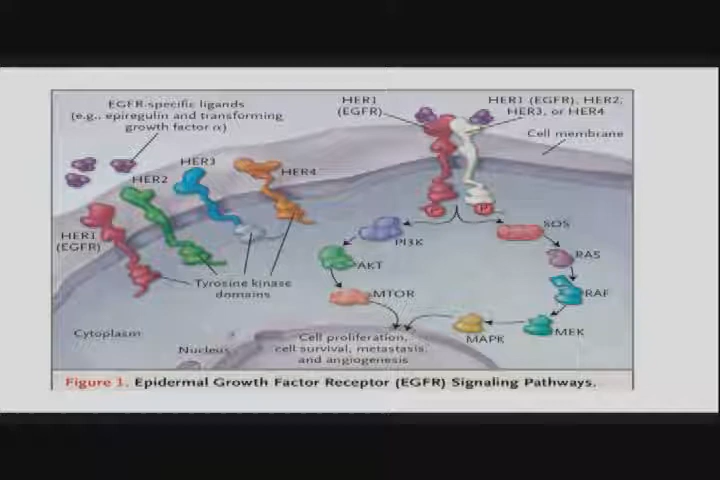 EGFR-specific ligands
(e.g., epiregulin and transforming
growth factor α)
HER1
(EGFR)
HER1 (EGFR), HER2,
HER3, or HER4
Cell membrane
HER3
HER2
HER4
HER1
(EGFR)
Tyrosine kinase
domains
P
P
SOS
PI3K
RAS
AKT
MTOR
RAF
MEK
MAPK
Cytoplasm
Nucleus
Cell proliferation,
cell survival, metastasis,
and angiogenesis
Figure 1. Epidermal Growth Factor Receptor (EGFR) Signaling Pathways.